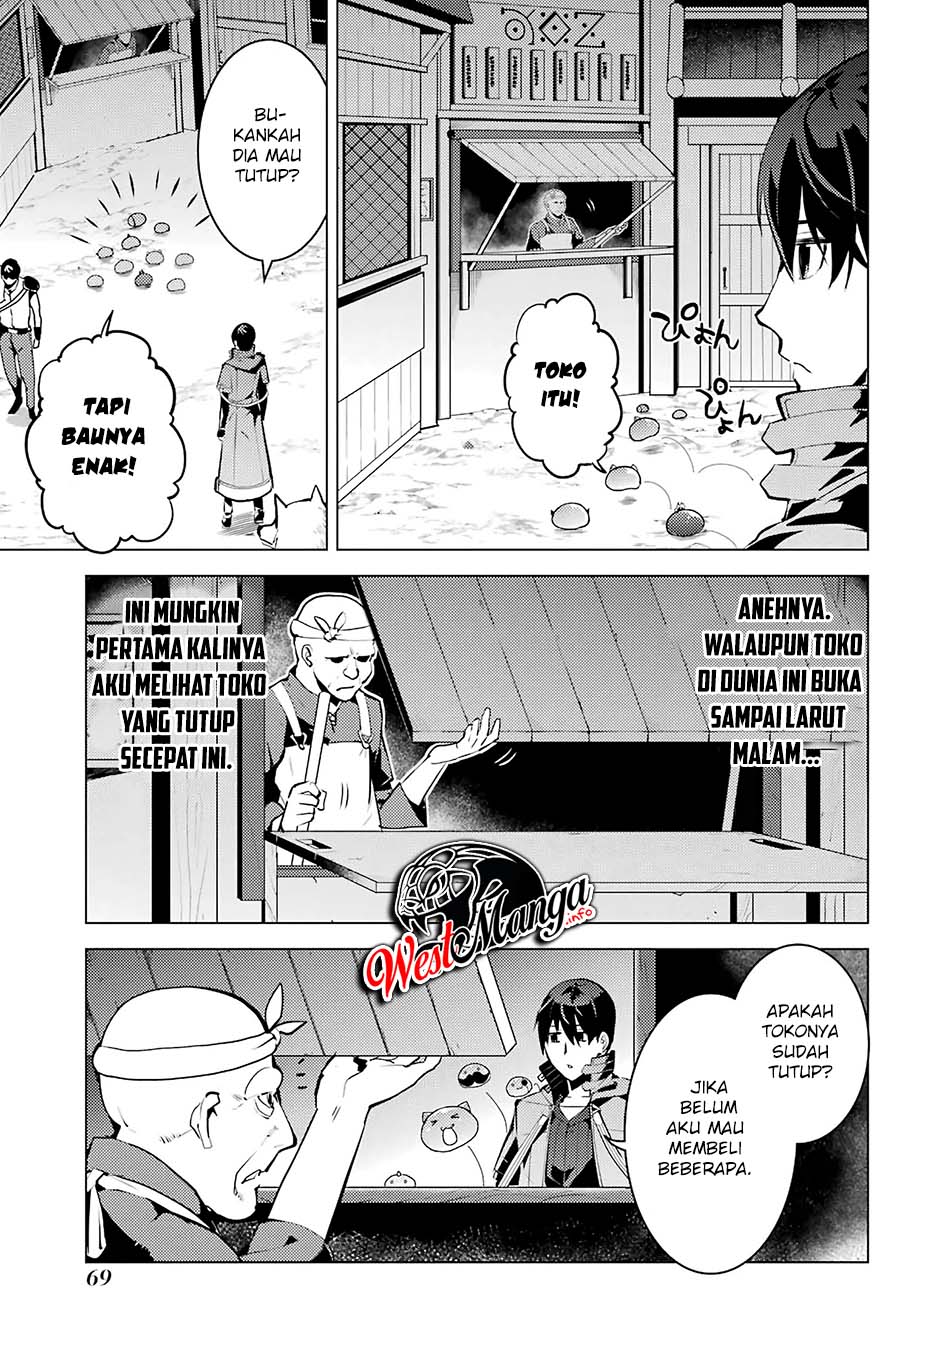 TOKO
ITU!
ぴょん
ぴょん
BU-
KANKAH
DIA MAU
TUTUP?
TAPI
BAUNYA
ENAK!
ANEHNYA.
WALAUPUN TOKO
DI DUNIA INI BUKA
SAMPAI LARUT
MALAM...
INI MUNGKIN
PERTAMA KALINYA
AKU MELIHAT TOKO
YANG TUTUP
SECEPAT INI.
WestManga
.info
APAKAH
TOKONYA
SUDAH
TUTUP?
JIKA
BELUM
AKU MAU
MEMBELI
BEBERAPA.
69